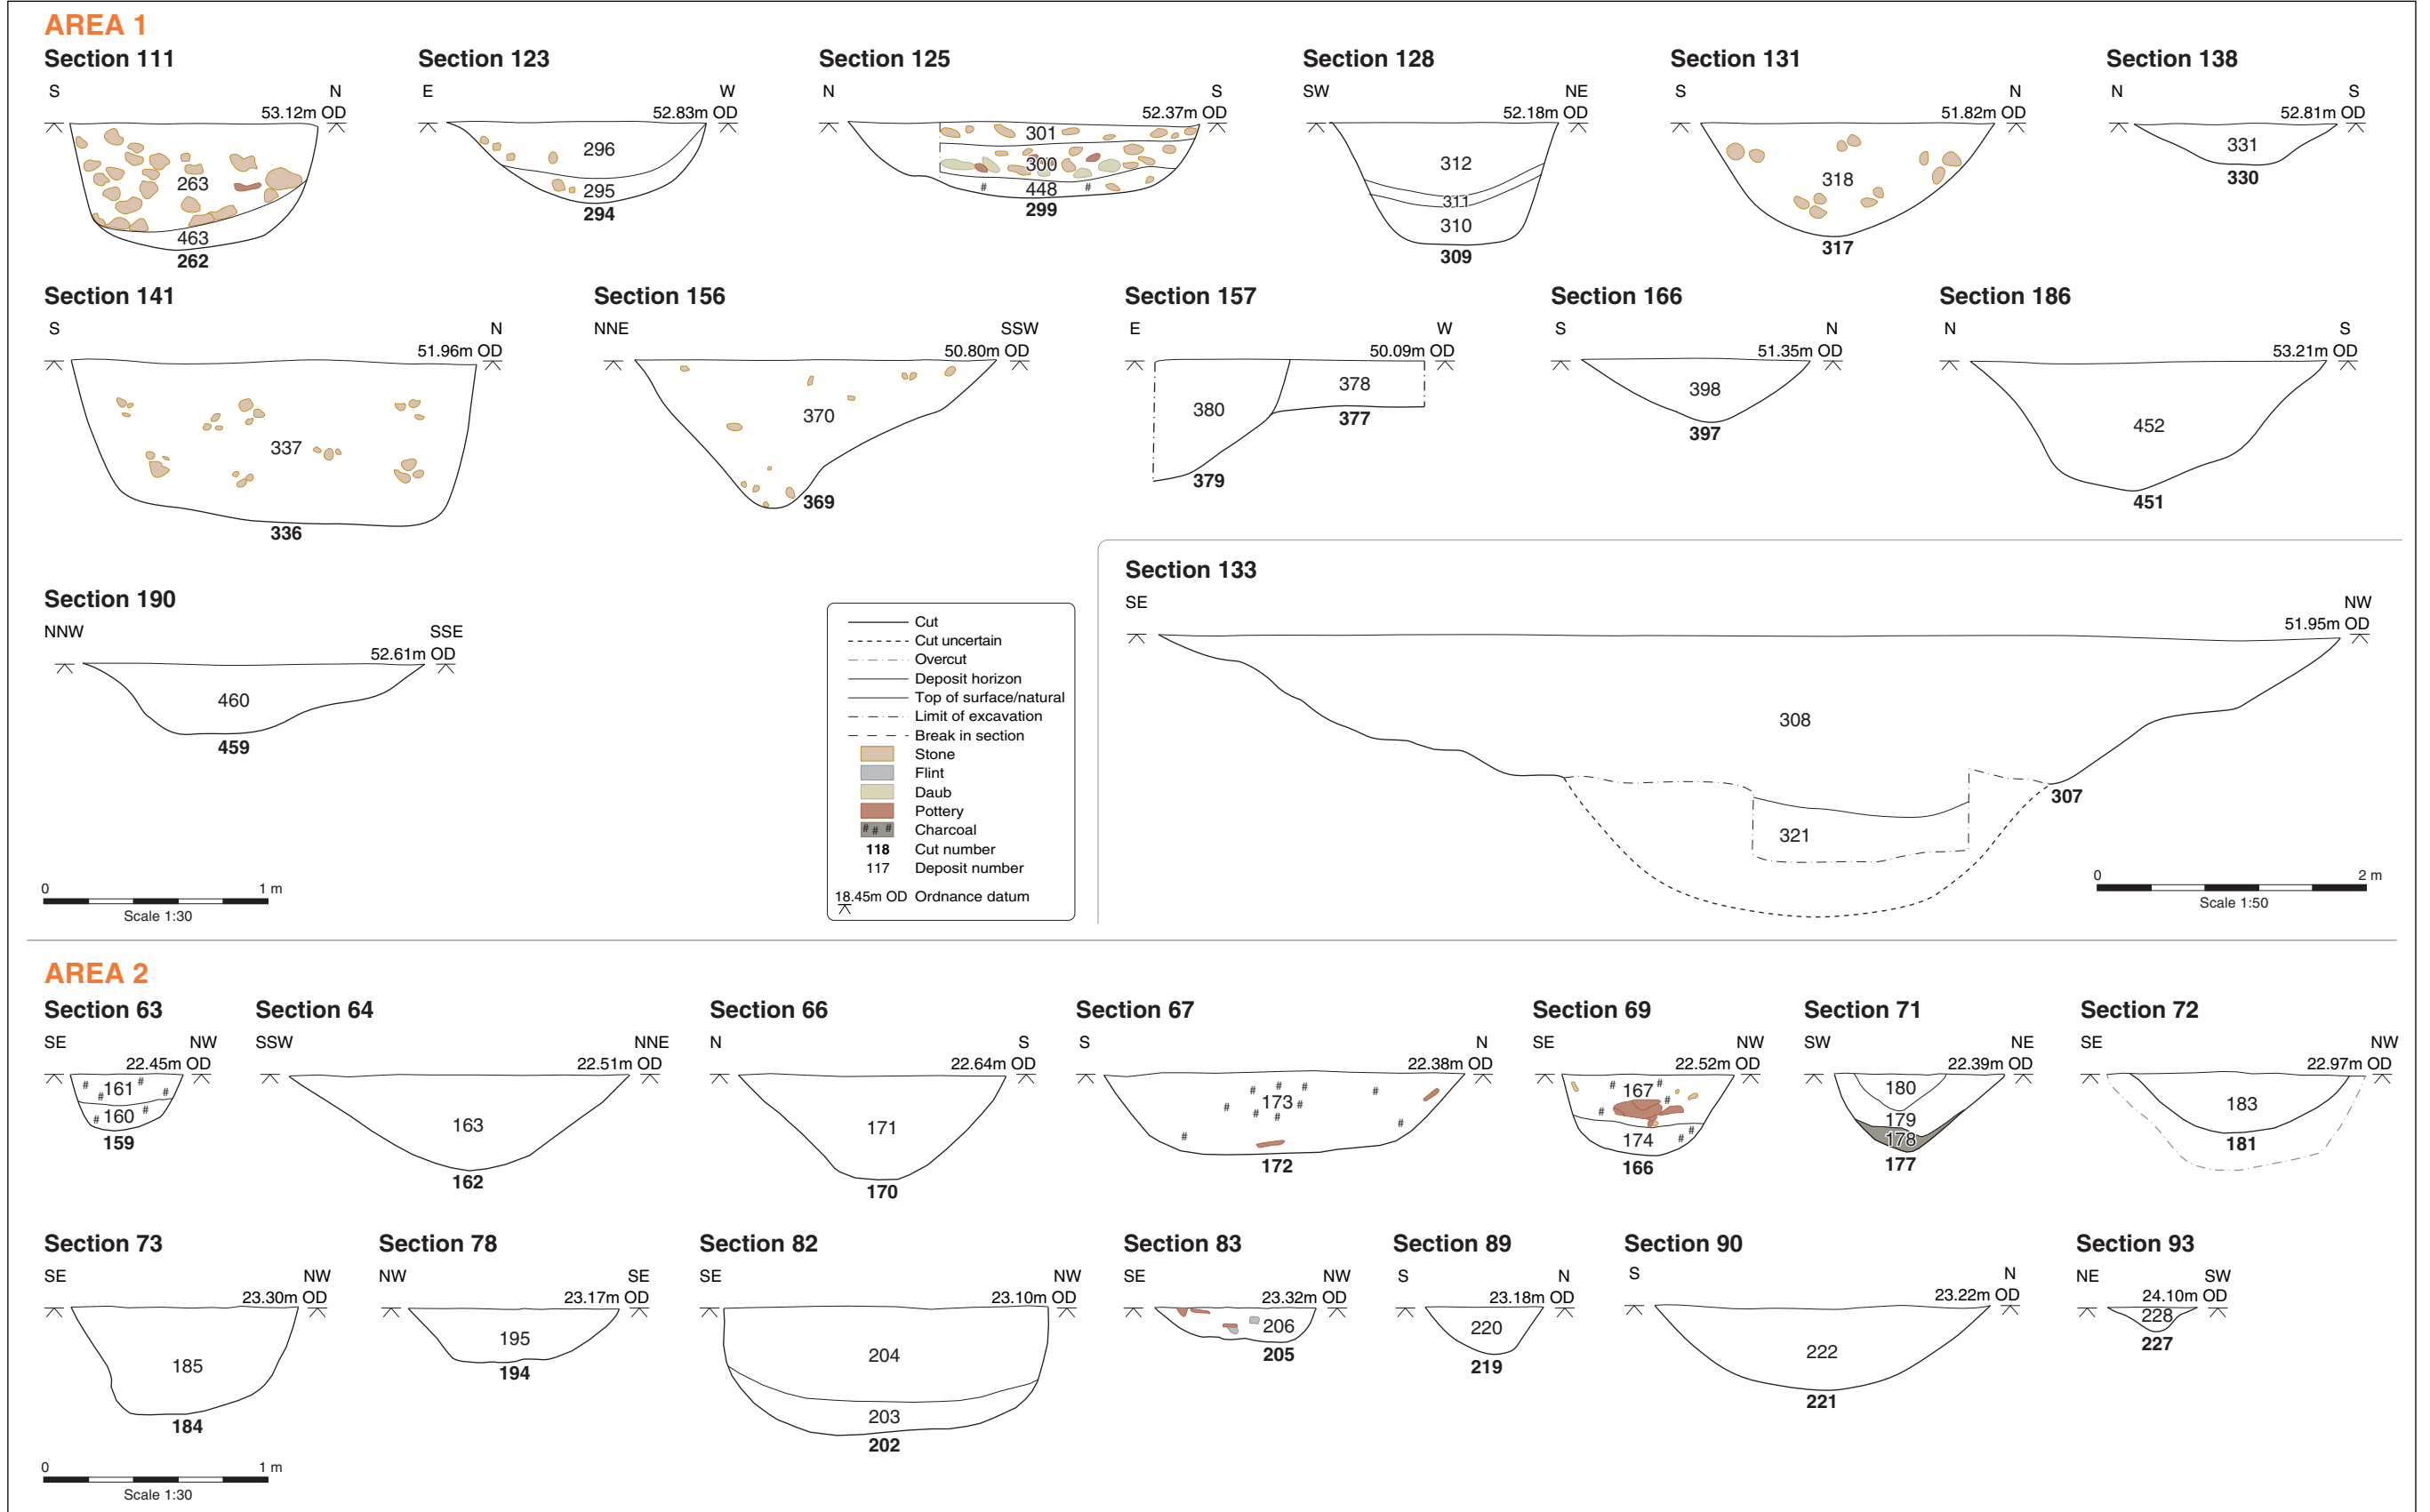 AREA 1
Section 111
S N
53.12m OD
263
463
262
Section 123
E W
52.83m OD
296
295
294
Section 125
N S
52.37m OD
301
300
# 448 #
299
Section 128
SW NE
52.18m OD
312
311
310
309
Section 131
S N
51.82m OD
318
317
Section 138
N S
52.81m OD
331
330
Section 141
S N
51.96m OD
337
336
Section 156
NNE SSW
50.80m OD
370
369
Section 157
E W
50.09m OD
378
380
377
379
Section 166
S N
51.35m OD
398
397
Section 186
N S
53.21m OD
452
451
Section 190
NNW SSE
52.61m OD
460
459
0 1 m
Scale 1:30
Cut
Cut uncertain
Overcut
Deposit horizon
Top of surface/natural
Limit of excavation
Break in section
Stone
Flint
Daub
Pottery
# # # Charcoal
118 Cut number
117 Deposit number
18.45m OD Ordnance datum
Section 133
SE NW
51.95m OD
308
307
321
0 2 m
Scale 1:50
AREA 2
Section 63
SE NW
22.45m OD
# 161 # # #
# 160 #
159
Section 64
SSW NNE
22.51m OD
163
162
Section 66
N S
22.64m OD
171
170
Section 67
S N
22.38m OD
# # # #
# 173 #
# # # #
172
Section 69
SE NW
22.52m OD
# 167 # # #
174 # #
166
Section 71
SW NE
22.39m OD
180
179
178
177
Section 72
SE NW
22.97m OD
183
181
Section 73
SE NW
23.30m OD
185
184
Section 78
NW SE
23.17m OD
195
194
Section 82
SE NW
23.10m OD
204
203
202
Section 83
SE NW
23.32m OD
206
205
Section 89
S N
23.18m OD
220
219
Section 90
S N
23.22m OD
222
221
Section 93
NE SW
24.10m OD
228
227
0 1 m
Scale 1:30